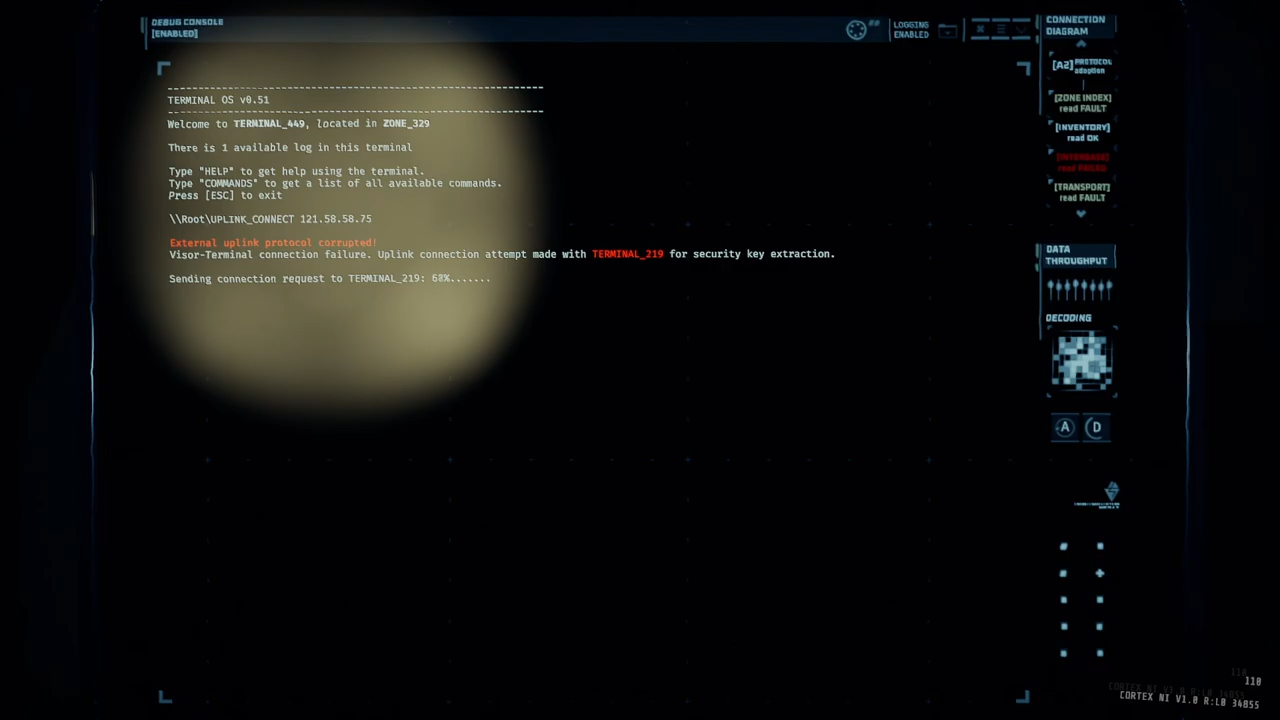 DEBUG CONSOLE
[ENABLED]
LOGGING
ENABLED
CONNECTION
DIAGRAM
[A2] PROTOCOL
adaption
[ZONE INDEX]
read FAULT
[INVENTORY]
read OK
read FAILED
[TRANSPORT]
read FAULT
DATA
THROUGHPUT
DECODING
A D
----------------------------------------------------------------
TERMINAL OS v0.51
----------------------------------------------------------------
Welcome to TERMINAL_449, located in ZONE_329
There is 1 available log in this terminal
Type "HELP" to get help using the terminal.
Type "COMMANDS" to get a list of all available commands.
Press [ESC] to exit
\\Root\UPLINK_CONNECT 121.58.58.75
External uplink protocol corrupted!
Visor-Terminal connection failure. Uplink connection attempt made with TERMINAL_219 for security key extraction.
Sending connection request to TERMINAL_219: 68%.......
110
CORTEX NI V1.0 R:L0 34855